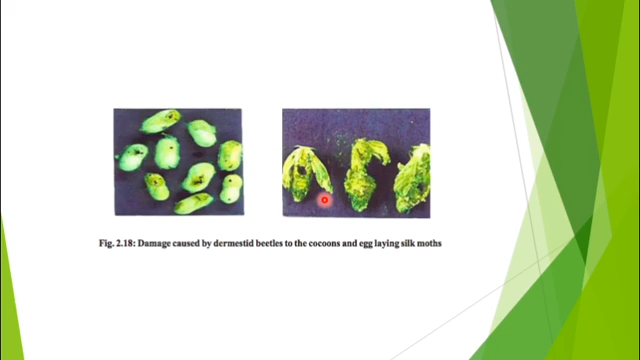 Fig. 2.18: Damage caused by dermestid beetles to the cocoons and egg laying silk moths